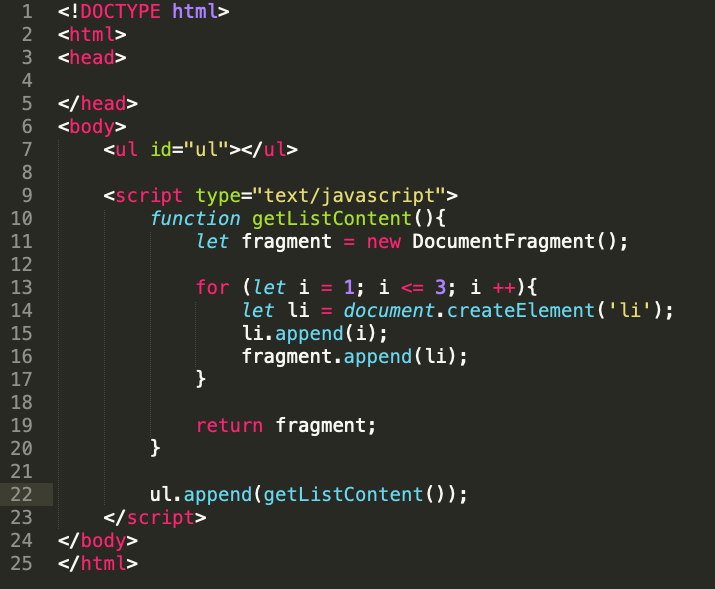 1 <!DOCTYPE html>
2 <html>
3 <head>
4
5 </head>
6 <body>
7     <ul id="ul"></ul>
8
9     <script type="text/javascript">
10         function getListContent(){
11             let fragment = new DocumentFragment();
12
13             for (let i = 1; i <= 3; i ++){
14                 let li = document.createElement('li');
15                 li.append(i);
16                 fragment.append(li);
17             }
18
19             return fragment;
20         }
21
22         ul.append(getListContent());
23     </script>
24 </body>
25 </html>